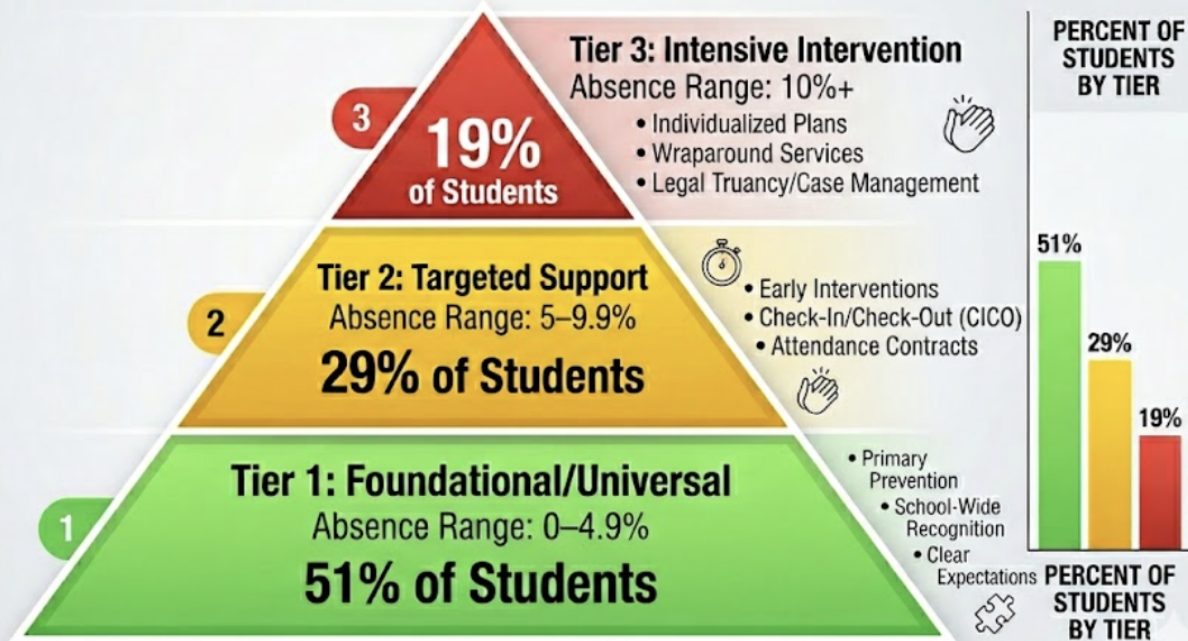 3
19%
of Students
Tier 3: Intensive Intervention
Absence Range: 10%+
• Individualized Plans
• Wraparound Services
• Legal Truancy/Case Management
2
Tier 2: Targeted Support
Absence Range: 5–9.9%
29% of Students
• Early Interventions
• Check-In/Check-Out (CICO)
• Attendance Contracts
1
Tier 1: Foundational/Universal
Absence Range: 0–4.9%
51% of Students
• Primary
Prevention
• School-Wide
Recognition
• Clear
Expectations
PERCENT OF
STUDENTS
BY TIER
51%
29%
19%
PERCENT OF
STUDENTS
BY TIER